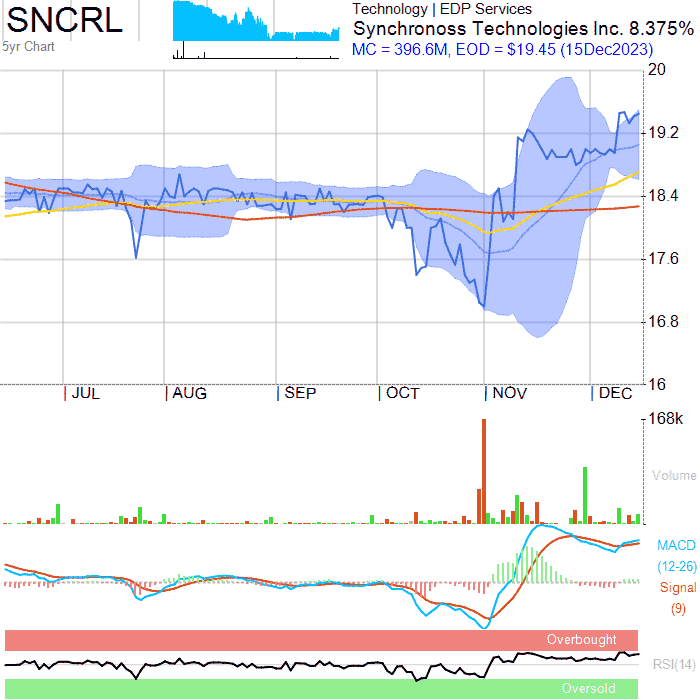 SNCRL
5yr Chart
Technology | EDP Services
Synchronoss Technologies Inc. 8.375%
MC = 396.6M, EOD = $19.45 (15Dec2023)
20
19.2
18.4
17.6
16.8
16
JUL AUG SEP OCT NOV DEC
168k
Volume
MACD
(12-26)
Signal
(9)
Overbought
RSI(14)
Oversold